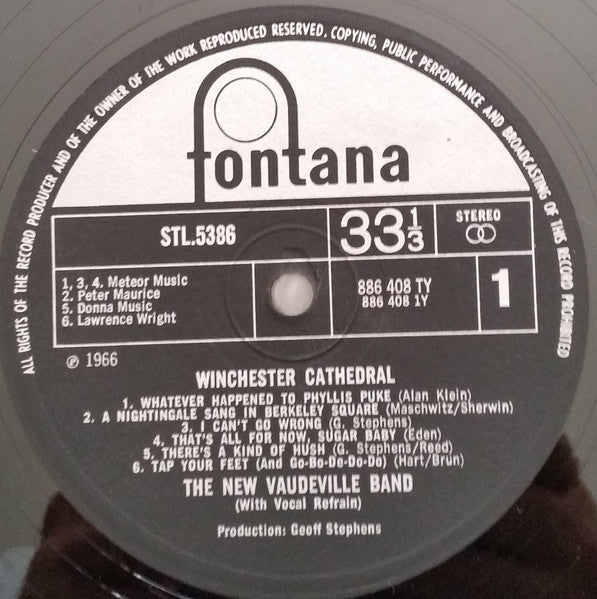 ALL RIGHTS OF THE RECORD PRODUCER AND OF THE OWNER OF THE WORK REPRODUCED RESERVED. COPYING, PUBLIC PERFORMANCE AND BROADCASTING OF THIS RECORD PROHIBITED
fontana
STL.5386
33 1/3
STEREO
1, 3, 4. Meteor Music
2. Peter Maurice
5. Donna Music
6. Lawrence Wright
886 408 TY
886 408 1Y
1
℗ 1966
WINCHESTER CATHEDRAL
1. WHATEVER HAPPENED TO PHYLLIS PUKE (Alan Klein)
2. A NIGHTINGALE SANG IN BERKELEY SQUARE (Maschwitz/Sherwin)
3. I CAN'T GO WRONG (G. Stephens)
4. THAT'S ALL FOR NOW, SUGAR BABY (Eden)
5. THERE'S A KIND OF HUSH (G. Stephens/Reed)
6. TAP YOUR FEET (And Go-Bo-De-Do-Do) (Hart/Brün)
THE NEW VAUDEVILLE BAND
(With Vocal Refrain)
Production: Geoff Stephens